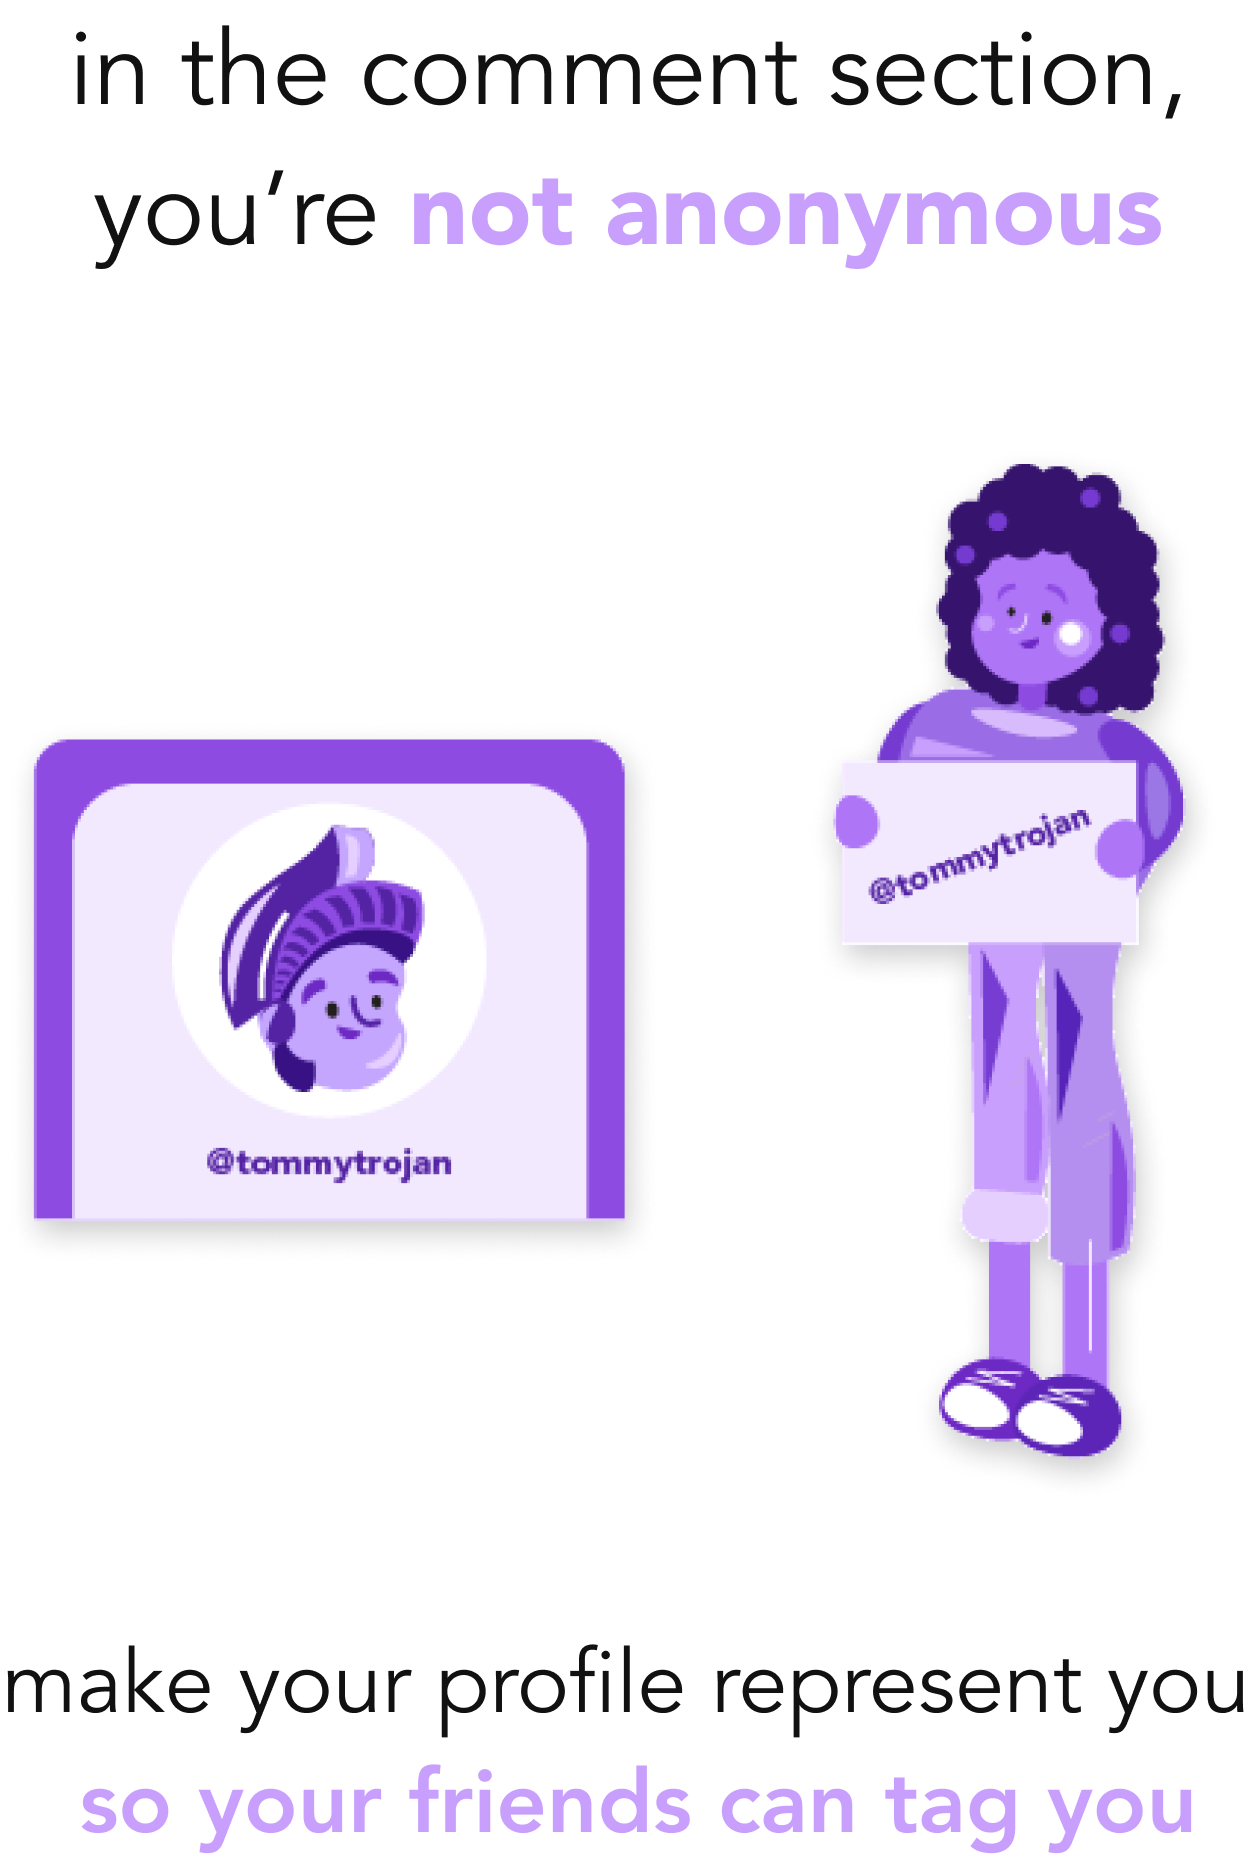 in the comment section,
you’re not anonymous
@tommytrojan
@tommytrojan
make your profile represent you
so your friends can tag you